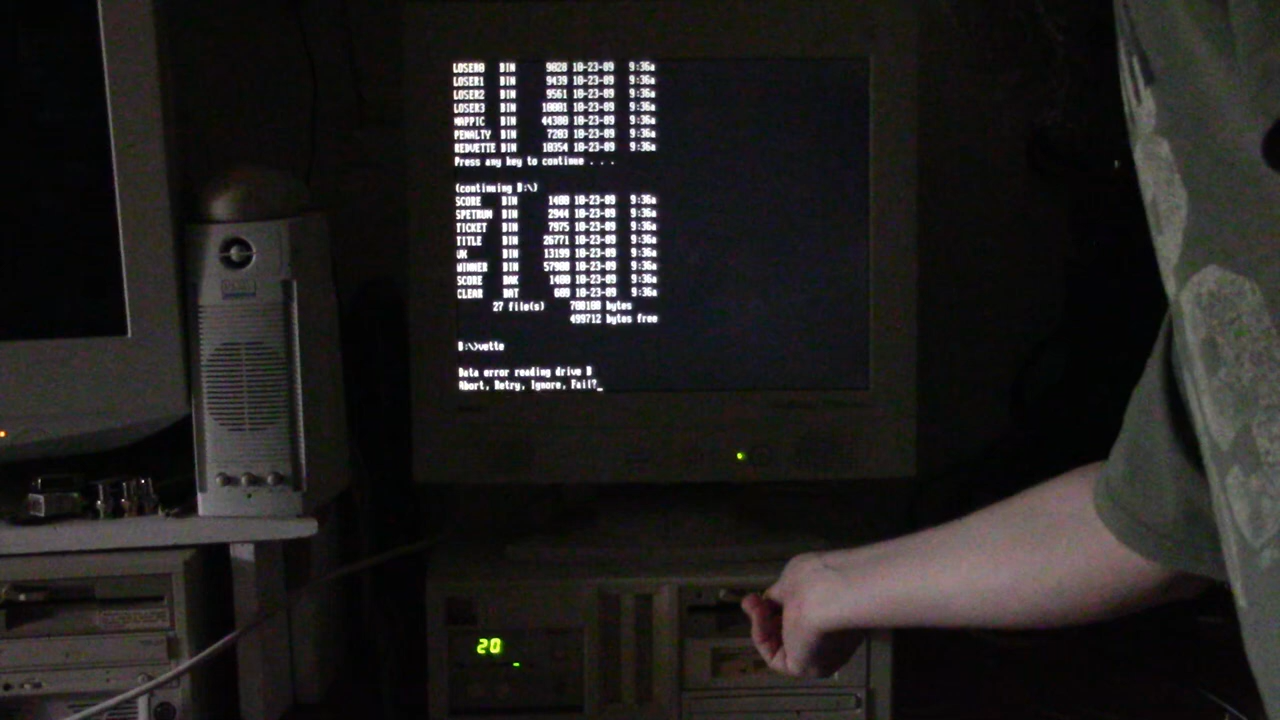 LOSER0 BIN 9828 10-23-89 9:36a
LOSER1 BIN 9439 10-23-89 9:36a
LOSER2 BIN 9561 10-23-89 9:36a
LOSER3 BIN 10001 10-23-89 9:36a
MAPPIC BIN 44380 10-23-89 9:36a
PENALTY BIN 7203 10-23-89 9:36a
REDVETTE BIN 10354 10-23-89 9:36a
Press any key to continue . . .
(continuing B:\)
SCORE BIN 1400 10-23-89 9:36a
SPETRUM BIN 2944 10-23-89 9:36a
TICKET BIN 7975 10-23-89 9:36a
TITLE BIN 26771 10-23-89 9:36a
UK BIN 13199 10-23-89 9:36a
WINNER BIN 57900 10-23-89 9:36a
SCORE BAK 1400 10-23-89 9:36a
CLEAR BAT 609 10-23-89 9:36a
27 file(s) 700100 bytes
499712 bytes free
B:\>vette
Data error reading drive B
Abort, Retry, Ignore, Fail?_
20